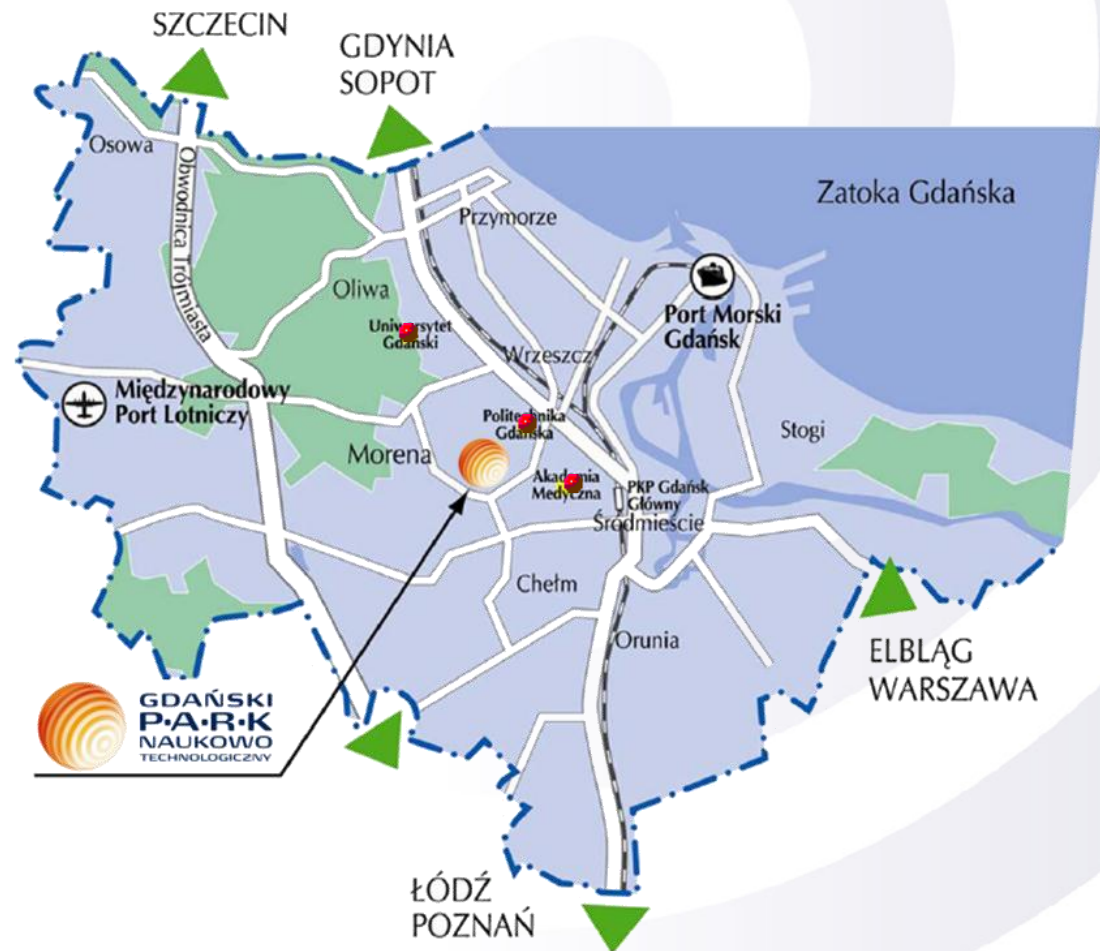 SZCZECIN
GDYNIA
SOPOT
Osowa
Obwodnica Trójmiasta
Przymorze
Zatoka Gdańska
Oliwa
Uniwersytet
Gdański
Port Morski
Gdańsk
Wrzeszcz
Międzynarodowy
Port Lotniczy
Politechnika
Gdańska
Stogi
Morena
Akademia
Medyczna
PKP Gdańsk
Główny
Śródmieście
Chełm
Orunia
ELBLĄG
WARSZAWA
GDAŃSKI
P·A·R·K
NAUKOWO
TECHNOLOGICZNY
ŁÓDŹ
POZNAŃ